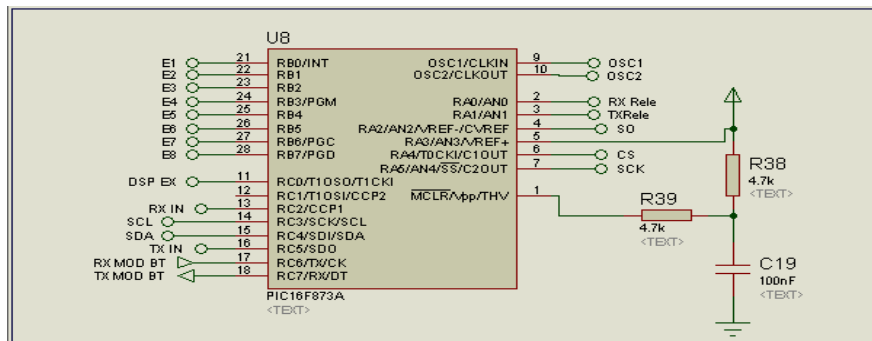 U8
E1 21 RB0/INT OSC1/CLKIN 9 OSC1
E2 22 RB1 OSC2/CLKOUT 10 OSC2
E3 23 RB2
E4 24 RB3/PGM RA0/AN0 2 RX Rele
E5 25 RB4 RA1/AN1 3 TXRele
E6 26 RB5 RA2/AN2/VREF-/CVREF 4 SO
E7 27 RB6/PGC RA3/AN3/VREF+ 5
E8 28 RB7/PGD RA4/T0CKI/C1OUT 6 CS
RA5/AN4/SS/C2OUT 7 SCK
DSP EX 11 RC0/T1OSO/T1CKI
12 RC1/T1OSI/CCP2 MCLR/Vpp/THV 1
RX IN 13 RC2/CCP1
SCL 14 RC3/SCK/SCL
SDA 15 RC4/SDI/SDA
TX IN 16 RC5/SDO
RX MOD BT 17 RC6/TX/CK
TX MOD BT 18 RC7/RX/DT
PIC16F873A
<TEXT>
R38
4.7k
<TEXT>
R39
4.7k
<TEXT>
C19
100nF
<TEXT>